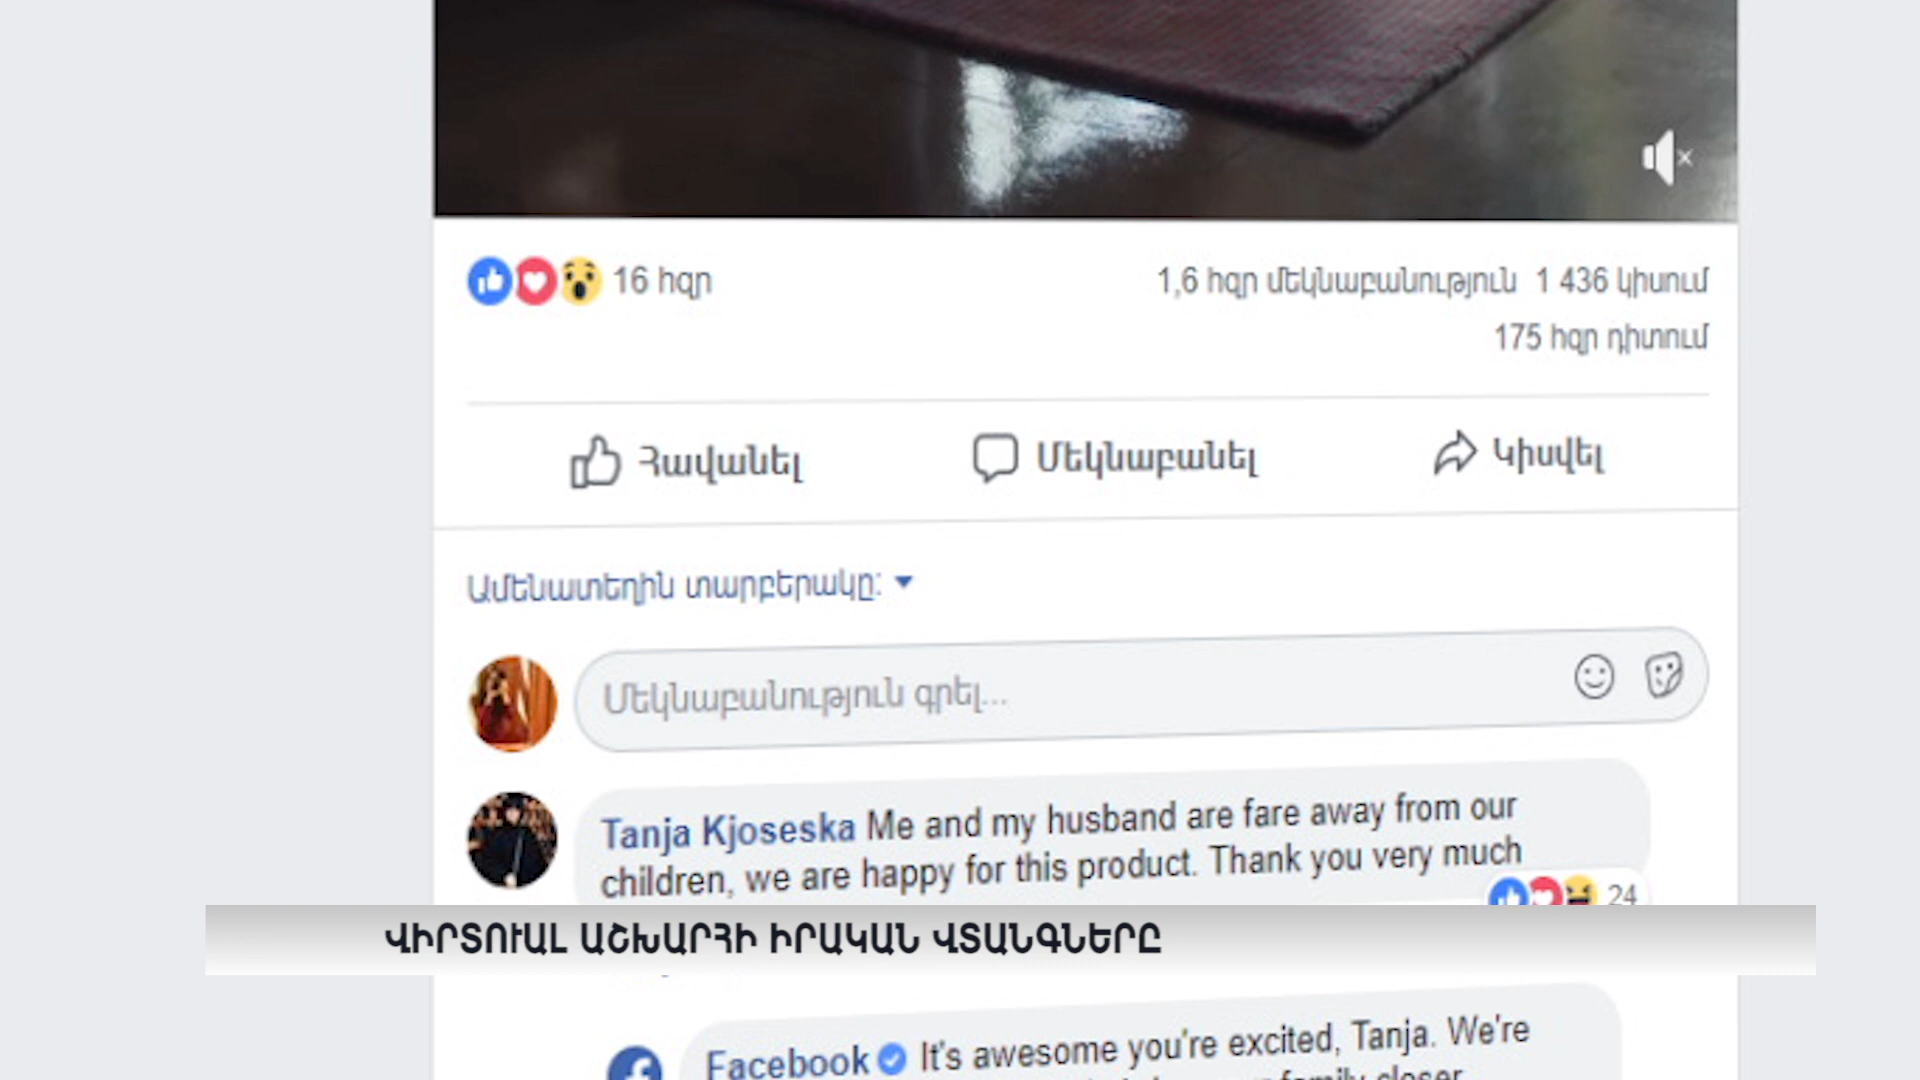 16 հզր
1,6 հզր մեկնաբանություն 1 436 կիսում
175 հզր դիտում
Հավանել
Մեկնաբանել
Կիսվել
Ամենատեղին տարբերակը:
Մեկնաբանություն գրել...
Tanja Kjoseska Me and my husband are fare away from our
children, we are happy for this product. Thank you very much
24
ՎԻՐՏՈՒԱԼ ԱՇԽԱՐՀԻ ԻՐԱԿԱՆ ՎՏԱՆԳՆԵՐԸ
Facebook It's awesome you're excited, Tanja. We're
family closer